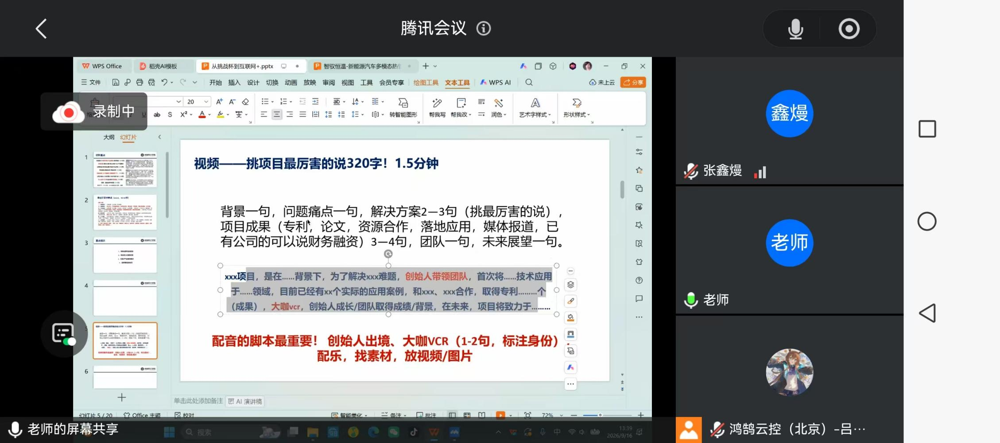 腾讯会议
WPS Office
稻壳AI模板
从挑战杯到互联网+.pptx
智驭恒温-新能源汽车多模态热
文件
开始 插入 设计 切换 动画 放映 审阅 视图 工具 会员专享 绘图工具 文本工具 WPS AI
未上云
分享
录制中
20
转智能图形
帮我写
帮我改
润色
艺术字样式
形状样式
大纲 幻灯片
1
2
3
4
5
6
视频——挑项目最厉害的说320字！1.5分钟
背景一句，问题痛点一句，解决方案2—3句（挑最厉害的说），
项目成果（专利，论文，资源合作，落地应用，媒体报道，已
有公司的可以说财务融资）3—4句，团队一句，未来展望一句。
xxx项目，是在……背景下，为了解决xxx难题，创始人带领团队，首次将……技术应用
于……领域，目前已经有xx个实际的应用案例，和xxx、xxx合作，取得专利………个
（成果），大咖vcr，创始人成长/团队取得成绩/背景，在未来，项目将致力于………
配音的脚本最重要！创始人出境、大咖VCR（1-2句，标注身份），
配乐，找素材，放视频/图片
单击此处添加备注
AI 演讲稿
幻灯片 5 / 20
Office 主题
校对
智能美化
备注
批注
72%
老师的屏幕共享
搜索
中
13:39
2026/9/16
鑫熳
张鑫熳
老师
老师
鸿鹄云控（北京）-吕…